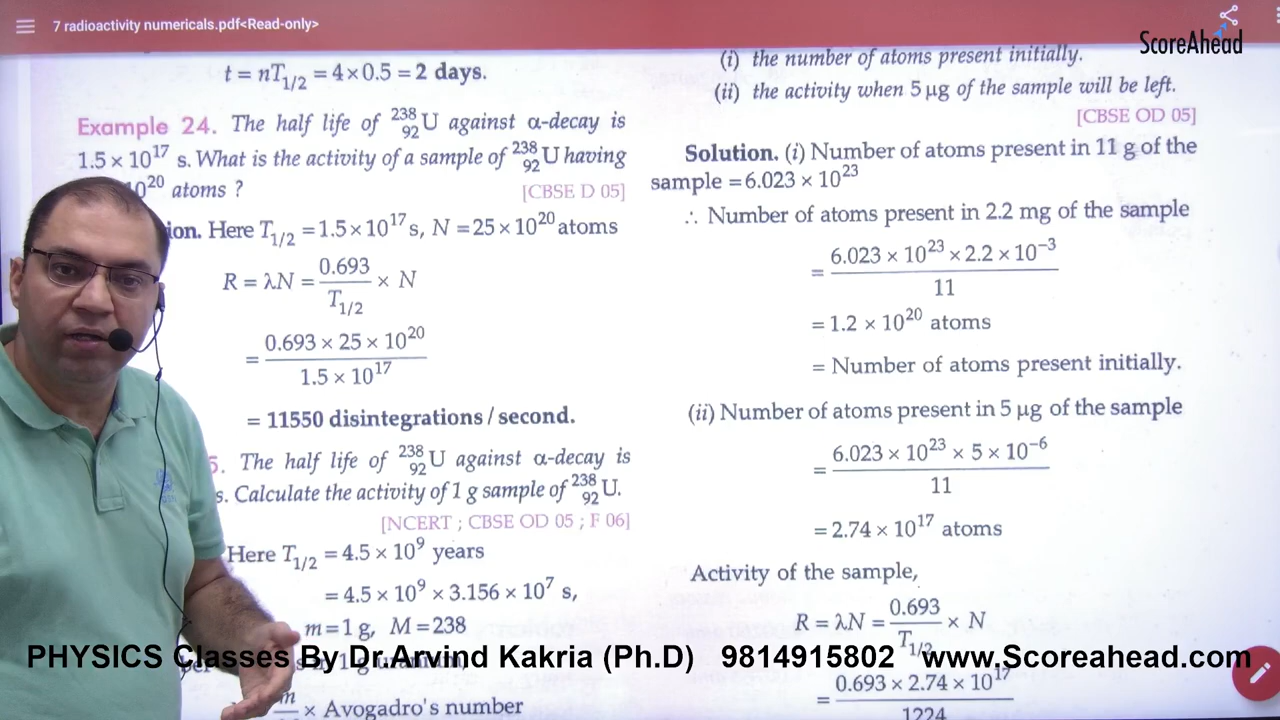 7 radioactivity numericals.pdf<Read-only>
ScoreAhead
t = nT1/2 = 4×0.5 = 2 days.
Example 24. The half life of 238 92 U against α-decay is
1.5 × 10^17 s. What is the activity of a sample of 238 92 U having
10^20 atoms ?
[CBSE D 05]
Here T1/2 = 1.5 × 10^17 s, N = 25 × 10^20 atoms
R = λN = 0.693 / T1/2 × N
= 0.693 × 25 × 10^20 / 1.5 × 10^17
= 11550 disintegrations / second.
The half life of 238 92 U against α-decay is
s. Calculate the activity of 1 g sample of 238 92 U.
[NCERT ; CBSE OD 05 ; F 06]
Here T1/2 = 4.5 × 10^9 years
= 4.5 × 10^9 × 3.156 × 10^7 s,
m = 1 g, M = 238
m
× Avogadro's number
(i) the number of atoms present initially.
(ii) the activity when 5 μg of the sample will be left.
[CBSE OD 05]
Solution. (i) Number of atoms present in 11 g of the
sample = 6.023 × 10^23
∴ Number of atoms present in 2.2 mg of the sample
= 6.023 × 10^23 × 2.2 × 10^−3 / 11
= 1.2 × 10^20 atoms
= Number of atoms present initially.
(ii) Number of atoms present in 5 μg of the sample
= 6.023 × 10^23 × 5 × 10^−6 / 11
= 2.74 × 10^17 atoms
Activity of the sample,
R = λN = 0.693 / T1/2 × N
= 0.693 × 2.74 × 10^17 / 1224
PHYSICS Classes By Dr.Arvind Kakria (Ph.D) 9814915802 www.Scoreahead.com